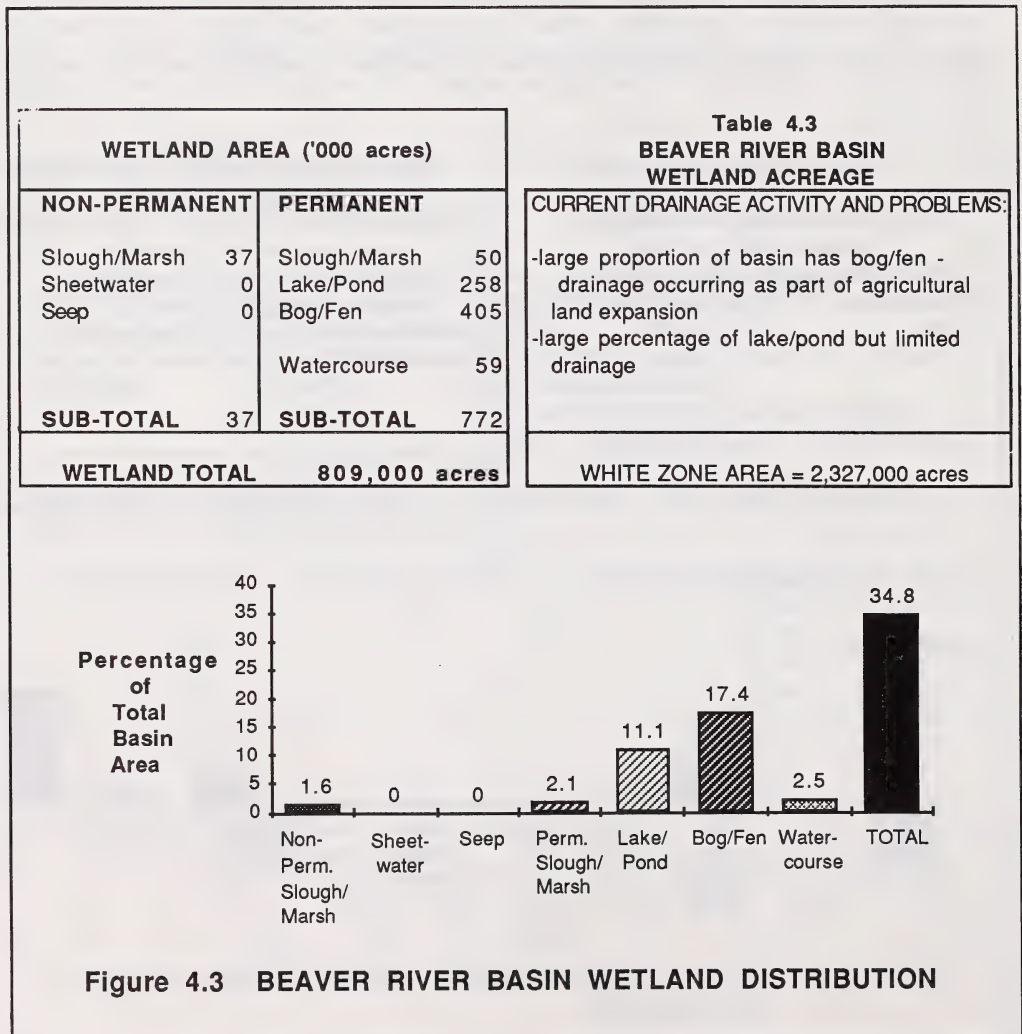 WETLAND AREA ('000 acres)
NON-PERMANENT PERMANENT
Slough/Marsh 37 Slough/Marsh 50
Sheetwater 0 Lake/Pond 258
Seep 0 Bog/Fen 405
Watercourse 59
SUB-TOTAL 37 SUB-TOTAL 772
WETLAND TOTAL 809,000 acres
Table 4.3
BEAVER RIVER BASIN
WETLAND ACREAGE
CURRENT DRAINAGE ACTIVITY AND PROBLEMS:
-large proportion of basin has bog/fen -
drainage occurring as part of agricultural
land expansion
-large percentage of lake/pond but limited
drainage
WHITE ZONE AREA = 2,327,000 acres
Percentage
of
Total
Basin
Area
40
35
30
25
20
15
10
5
0
1.6 0 0 2.1 11.1 17.4 2.5 34.8
Non- Sheet- Seep Perm. Lake/ Bog/Fen Water- TOTAL
Perm. water Slough/ Pond course
Slough/ Marsh
Marsh
Figure 4.3 BEAVER RIVER BASIN WETLAND DISTRIBUTION